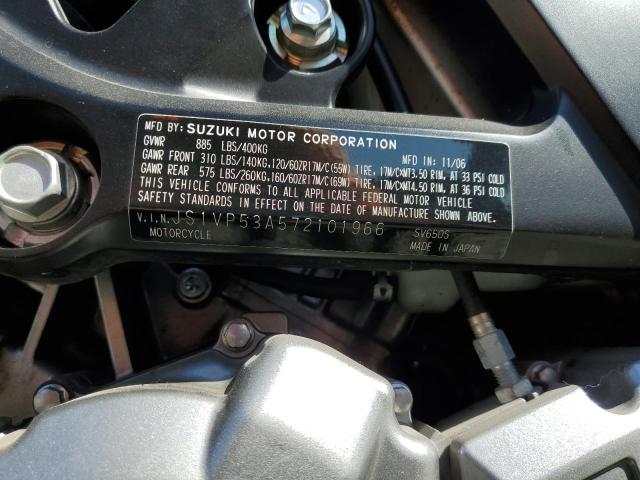 MFD BY: SUZUKI MOTOR CORPORATION
GVWR 885 LBS/400KG MFD IN: 11/06
GAWR FRONT 310 LBS/140KG,120/60ZR17M/C(55W) TIRE, 17M/CXMT3.50 RIM, AT 33 PSI COLD
GAWR REAR 575 LBS/260KG,160/60ZR17M/C(69W) TIRE, 17M/CXMT4.50 RIM, AT 36 PSI COLD
THIS VEHICLE CONFORMS TO ALL APPLICABLE FEDERAL MOTOR VEHICLE
SAFETY STANDARDS IN EFFECT ON THE DATE OF MANUFACTURE SHOWN ABOVE.
V.I.N. JS1VP53A572101966 SV650S
MOTORCYCLE MADE IN JAPAN